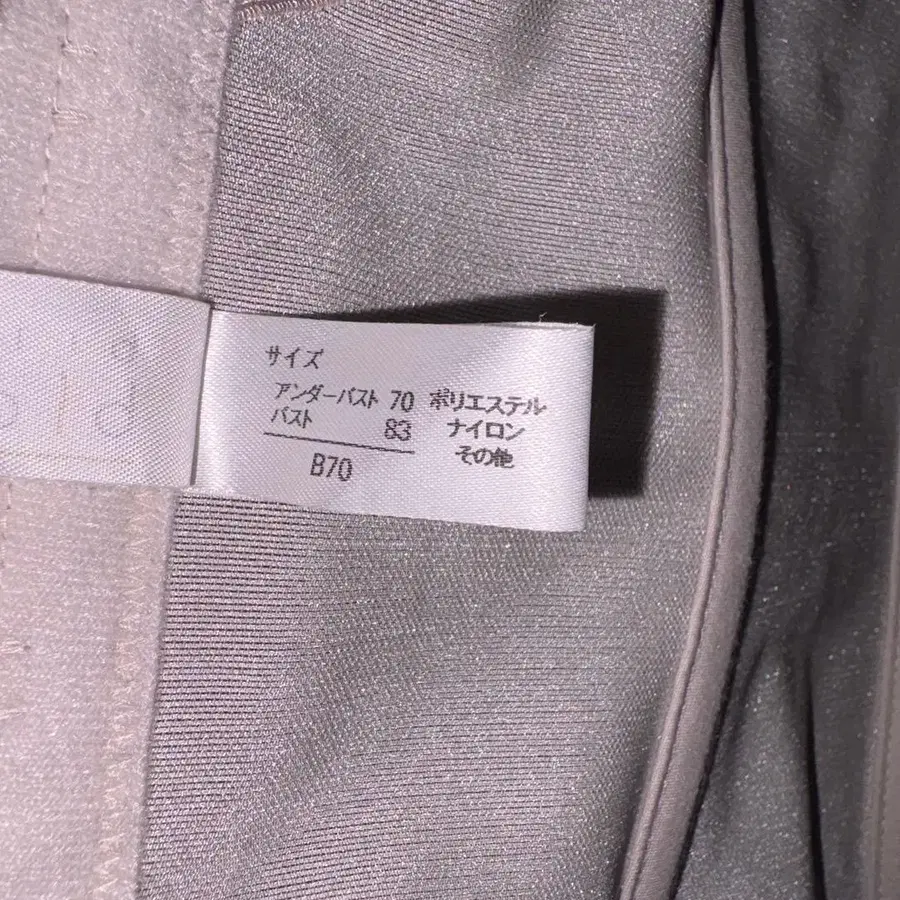 サイズ
アンダーバスト 70
バスト 83
B70
ポリエステル
ナイロン
その他